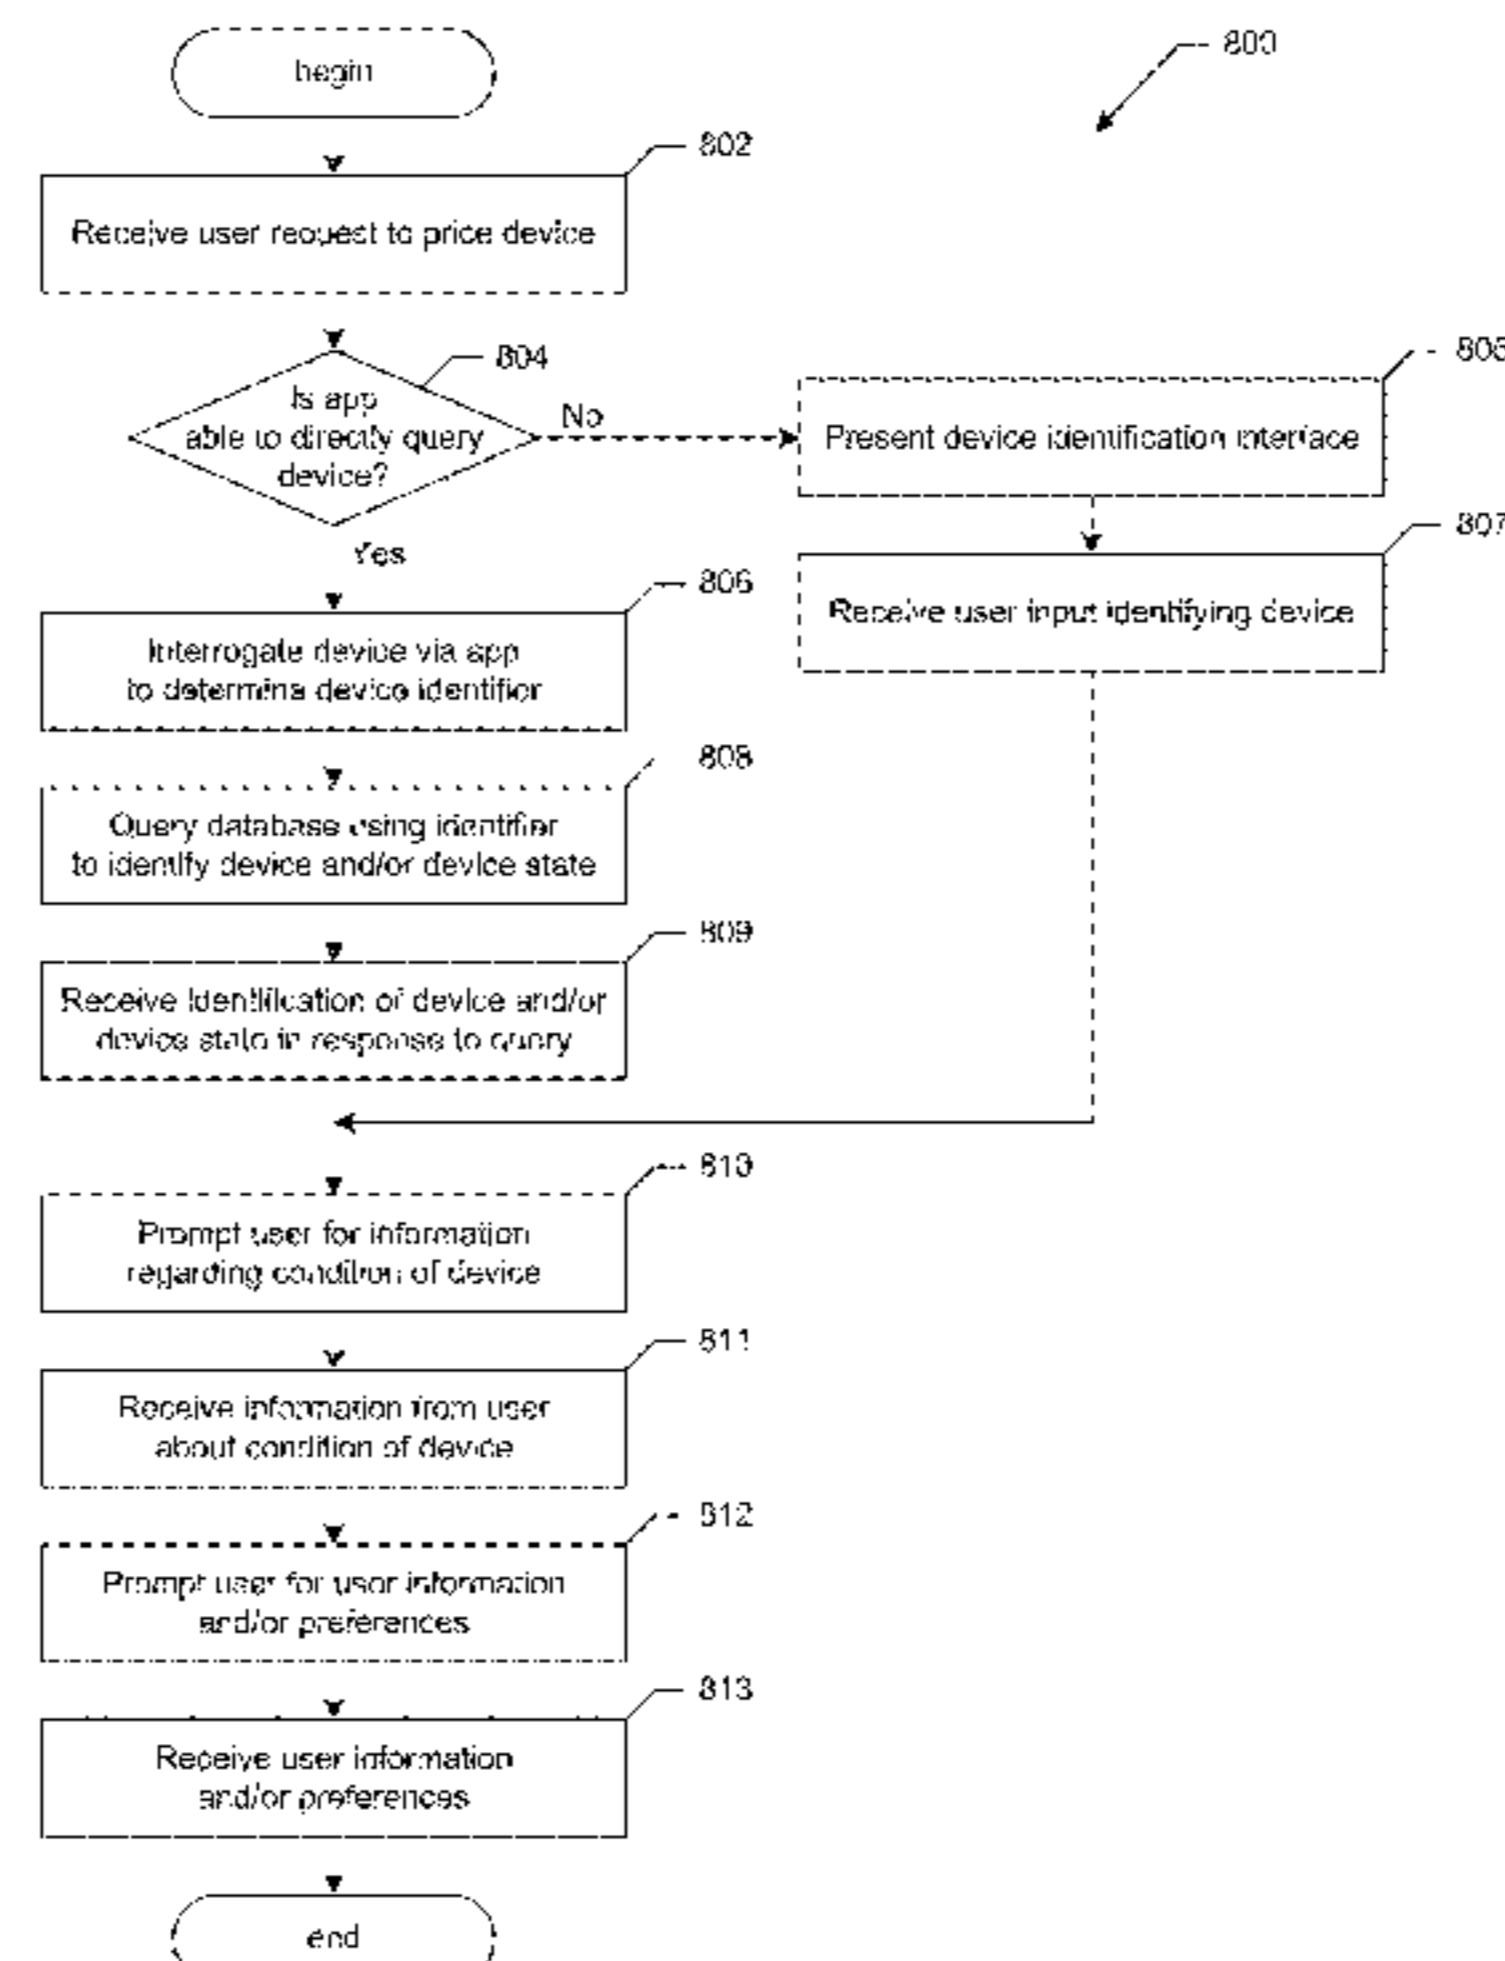 begin
800
802
Receive user request to price device
804
Is app
able to directly query
device?
No
805
Present device identification interface
Yes
807
Receive user input identifying device
806
Interrogate device via app
to determine device identifier
808
Query database using identifier
to identify device and/or device state
809
Receive identification of device and/or
device state in response to query
810
Prompt user for information
regarding condition of device
811
Receive information from user
about condition of device
812
Prompt user for user information
and/or preferences
813
Receive user information
and/or preferences
end